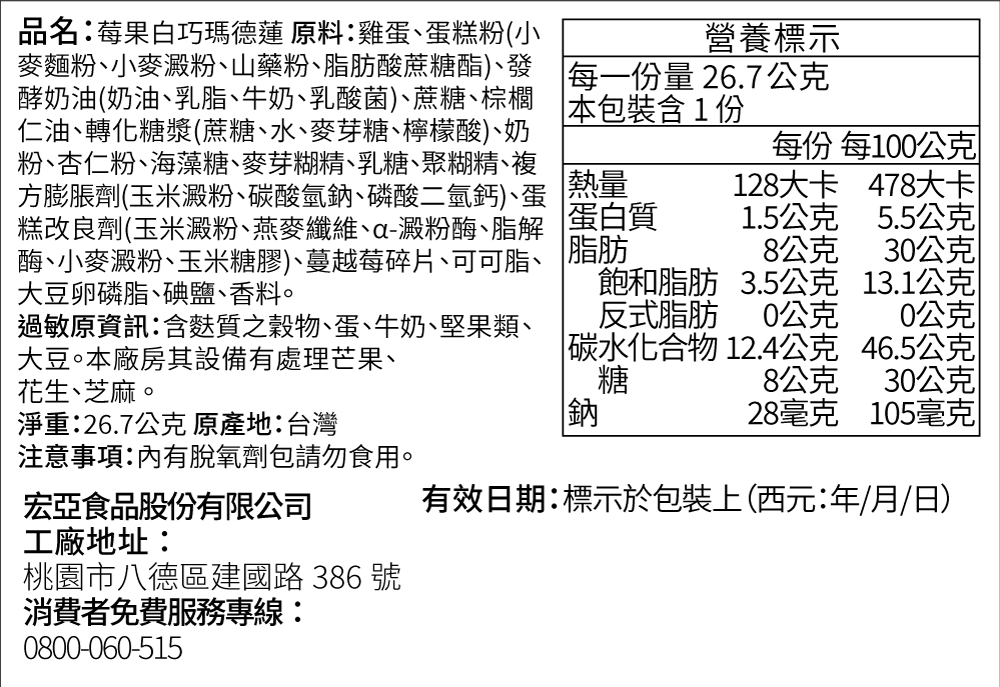 品名：莓果白巧瑪德蓮 原料：雞蛋、蛋糕粉(小
麥麵粉、小麥澱粉、山藥粉、脂肪酸蔗糖酯)、發
酵奶油(奶油、乳脂、牛奶、乳酸菌)、蔗糖、棕櫚
仁油、轉化糖漿(蔗糖、水、麥芽糖、檸檬酸)、奶
粉、杏仁粉、海藻糖、麥芽糊精、乳糖、聚糊精、複
方膨脹劑(玉米澱粉、碳酸氫鈉、磷酸二氫鈣)、蛋
糕改良劑(玉米澱粉、燕麥纖維、α-澱粉酶、脂解
酶、小麥澱粉、玉米糖膠)、蔓越莓碎片、可可脂、
大豆卵磷脂、碘鹽、香料。
過敏原資訊：含麩質之穀物、蛋、牛奶、堅果類、
大豆。本廠房其設備有處理芒果、
花生、芝麻。
淨重：26.7公克 原產地：台灣
注意事項：內有脫氧劑包請勿食用。
營養標示
每一份量 26.7公克
本包裝含 1 份
每份 每100公克
熱量 128大卡 478大卡
蛋白質 1.5公克 5.5公克
脂肪 8公克 30公克
飽和脂肪 3.5公克 13.1公克
反式脂肪 0公克 0公克
碳水化合物 12.4公克 46.5公克
糖 8公克 30公克
鈉 28毫克 105毫克
有效日期：標示於包裝上（西元：年/月/日）
宏亞食品股份有限公司
工廠地址：
桃園市八德區建國路 386 號
消費者免費服務專線：
0800-060-515